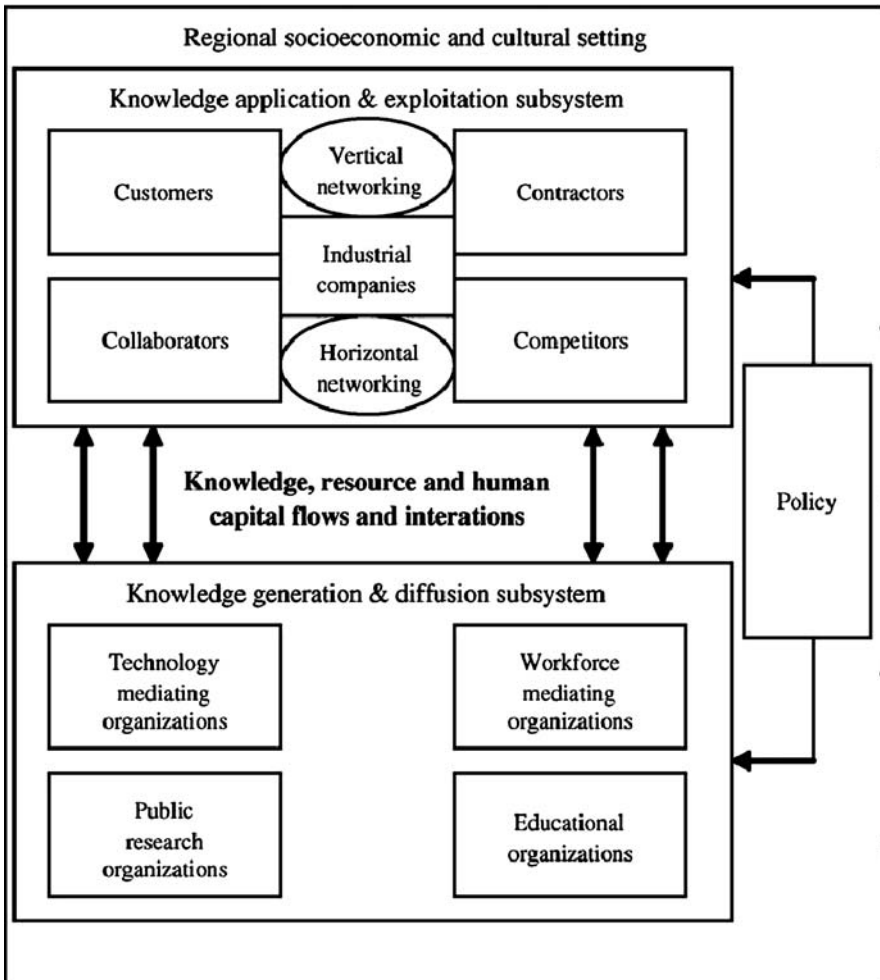 Regional socioeconomic and cultural setting
Knowledge application & exploitation subsystem
Customers
Vertical
networking
Contractors
Industrial
companies
Collaborators
Horizontal
networking
Competitors
Knowledge, resource and human
capital flows and interations
Policy
Knowledge generation & diffusion subsystem
Technology
mediating
organizations
Workforce
mediating
organizations
Public
research
organizations
Educational
organizations